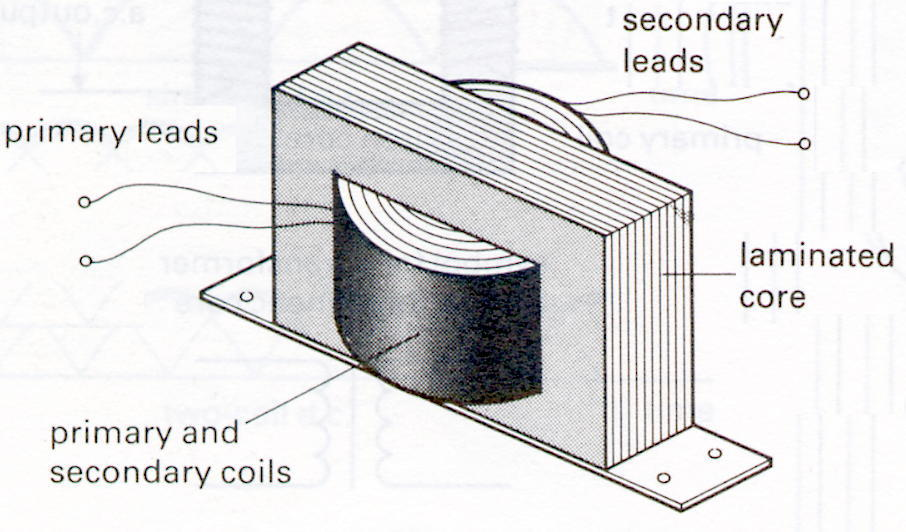 secondary
leads
primary leads
laminated
core
primary and
secondary coils